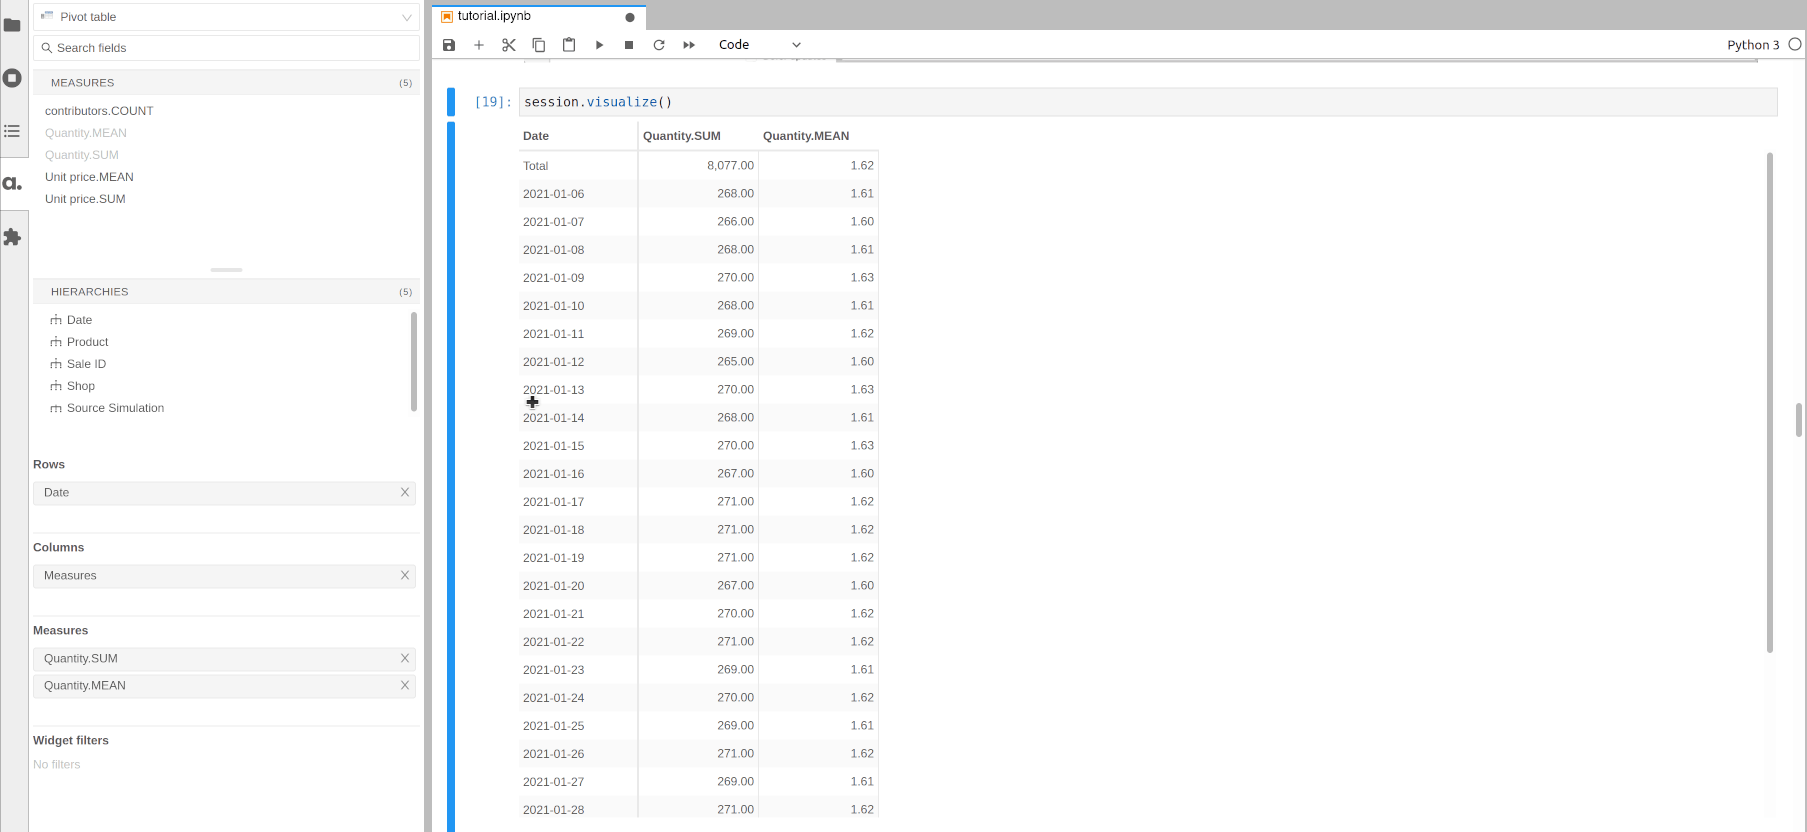 Pivot table
Search fields
MEASURES (5)
contributors.COUNT
Quantity.MEAN
Quantity.SUM
Unit price.MEAN
Unit price.SUM
a.
HIERARCHIES (5)
Date
Product
Sale ID
Shop
Source Simulation
Rows
Date
Columns
Measures
Measures
Quantity.SUM
Quantity.MEAN
Widget filters
No filters
tutorial.ipynb
Code
Python 3
[19]: session.visualize()
Date Quantity.SUM Quantity.MEAN
Total 8,077.00 1.62
2021-01-06 268.00 1.61
2021-01-07 266.00 1.60
2021-01-08 268.00 1.61
2021-01-09 270.00 1.63
2021-01-10 268.00 1.61
2021-01-11 269.00 1.62
2021-01-12 265.00 1.60
2021-01-13 270.00 1.63
2021-01-14 268.00 1.61
2021-01-15 270.00 1.63
2021-01-16 267.00 1.60
2021-01-17 271.00 1.62
2021-01-18 271.00 1.62
2021-01-19 271.00 1.62
2021-01-20 267.00 1.60
2021-01-21 270.00 1.62
2021-01-22 271.00 1.62
2021-01-23 269.00 1.61
2021-01-24 270.00 1.62
2021-01-25 269.00 1.61
2021-01-26 271.00 1.62
2021-01-27 269.00 1.61
2021-01-28 271.00 1.62